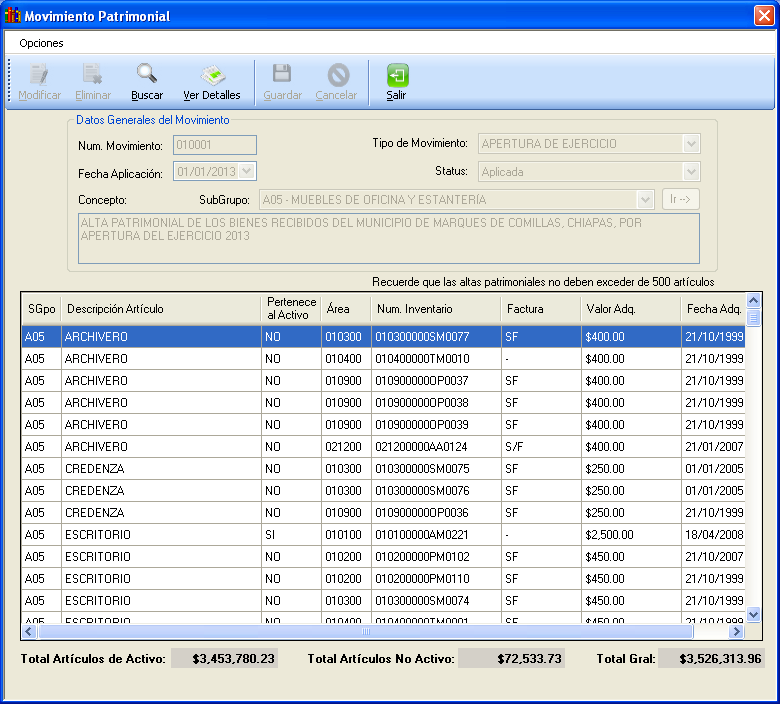 Movimiento Patrimonial
Opciones
Modificar Eliminar Buscar Ver Detalles Guardar Cancelar Salir
Datos Generales del Movimiento
Num. Movimiento: 010001 Tipo de Movimiento: APERTURA DE EJERCICIO
Fecha Aplicación: 01/01/2013 Status: Aplicada
Concepto: SubGrupo: A05 - MUEBLES DE OFICINA Y ESTANTERÍA Ir -->
ALTA PATRIMONIAL DE LOS BIENES RECIBIDOS DEL MUNICIPIO DE MARQUES DE COMILLAS, CHIAPAS, POR
APERTURA DEL EJERCICIO 2013
Recuerde que las altas patrimoniales no deben exceder de 500 artículos
SGpo Descripción Artículo Pertenece al Activo Área Num. Inventario Factura Valor Adq. Fecha Adq.
A05 ARCHIVERO NO 010300 010300000SM0077 SF $400.00 21/10/1999
A05 ARCHIVERO NO 010400 010400000TM0010 - $400.00 21/10/1999
A05 ARCHIVERO NO 010900 010900000OP0037 SF $400.00 21/10/1999
A05 ARCHIVERO NO 010900 010900000OP0038 SF $400.00 21/10/1999
A05 ARCHIVERO NO 010900 010900000OP0039 SF $400.00 21/10/1999
A05 ARCHIVERO NO 021200 021200000AA0124 S/F $400.00 21/01/2007
A05 CREDENZA NO 010300 010300000SM0075 SF $250.00 01/01/2005
A05 CREDENZA NO 010300 010300000SM0076 SF $250.00 01/01/2005
A05 CREDENZA NO 010900 010900000OP0036 SF $250.00 21/10/1999
A05 ESCRITORIO SI 010100 010100000AM0221 - $2,500.00 18/04/2008
A05 ESCRITORIO NO 010200 010200000PM0102 SF $450.00 21/10/2007
A05 ESCRITORIO NO 010200 010200000PM0110 SF $450.00 21/10/1999
A05 ESCRITORIO NO 010300 010300000SM0074 SF $450.00 21/10/1999
A05 ESCRITORIO NO 010400 010400000TM0001 SF $450.00 21/10/1999
Total Artículos de Activo: $3,453,780.23 Total Artículos No Activo: $72,533.73 Total Gral: $3,526,313.96